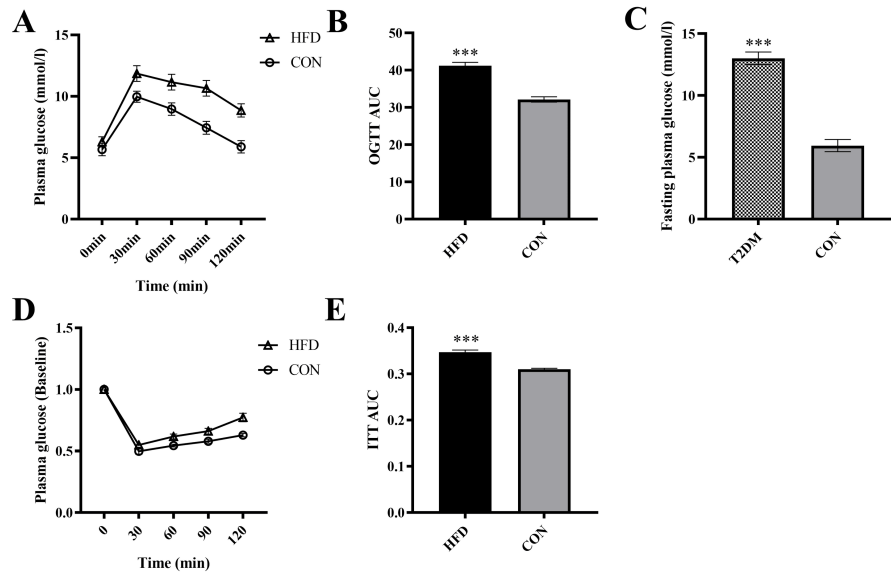 A
Plasma glucose (mmol/l)
15
10
5
0
0min
30min
60min
90min
120min
Time (min)
HFD
CON
B
OGTT AUC
50
40
30
20
10
0
***
HFD
CON
C
Fasting plasma glucose (mmol/l)
15
10
5
0
***
T2DM
CON
D
Plasma glucose (Baseline)
1.5
1.0
0.5
0.0
0
30
60
90
120
Time (min)
HFD
CON
E
ITT AUC
0.4
0.3
0.2
0.1
0.0
***
HFD
CON